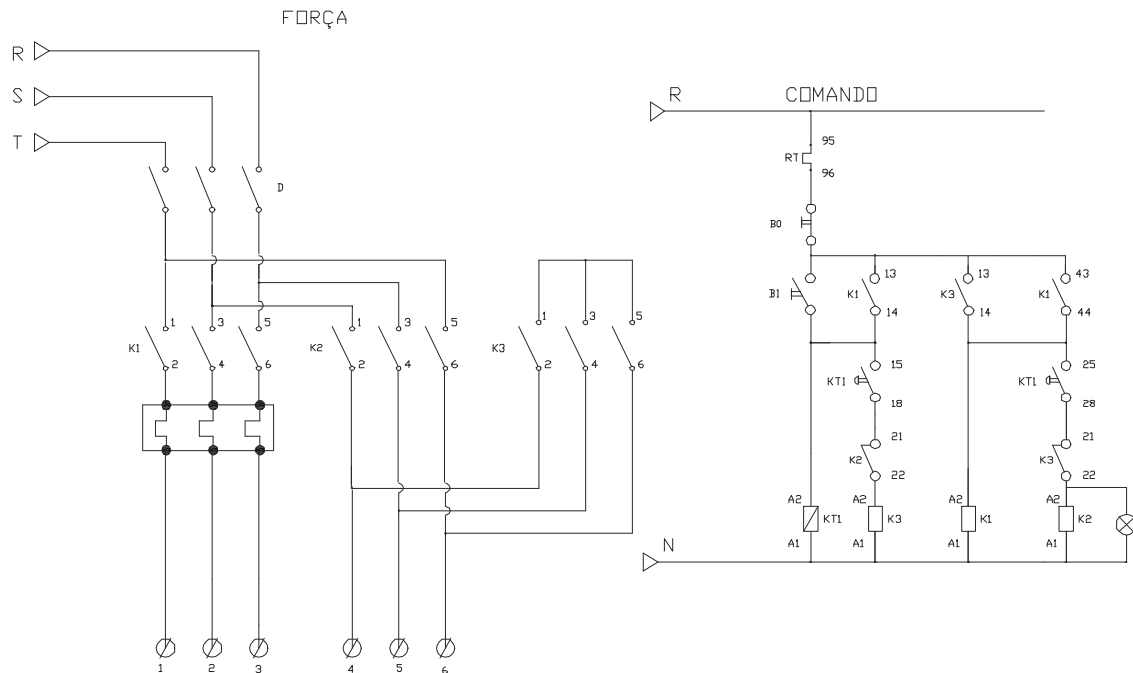 FORÇA
R
S
T
D
1 3 5
K1
2 4 6
1 3 5
K2
2 4 6
1 3 5
K3
2 4 6
1 2 3 4 5 6
R COMANDO
95
RT
96
B0
13 13 43
B1 K1 K3 K1
14 14 44
15 25
KT1 KT1
18 28
21 21
K2 K3
22 22
A2 A2 A2 A2
KT1 K3 K1 K2
A1 A1 A1 A1
N